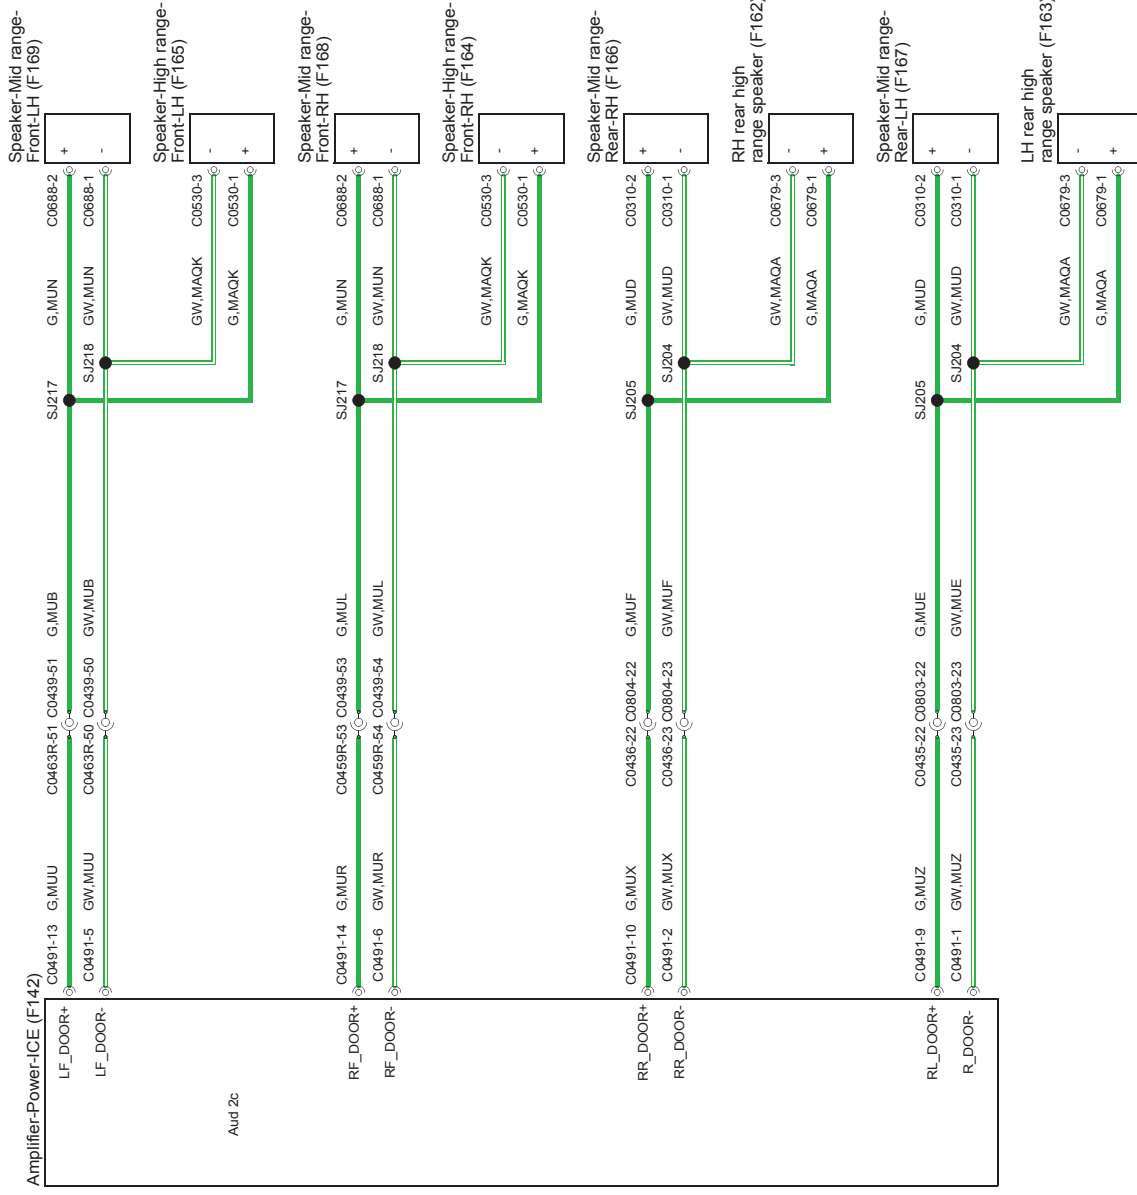 Amplifier-Power-ICE (F142)
Aud 2c
LF_DOOR+
LF_DOOR-
RF_DOOR+
RF_DOOR-
RR_DOOR+
RR_DOOR-
RL_DOOR+
R_DOOR-
C0491-13
G,MUU
C0463R-51
C0439-51
G,MUB
SJ217
G,MUN
C0688-2
C0491-5
GW,MUU
C0463R-50
C0439-50
GW,MUB
SJ218
GW,MUN
C0688-1
Speaker-Mid range-
Front-LH (F169)
+
-
GW,MAQK
C0530-3
G,MAQK
C0530-1
Speaker-High range-
Front-LH (F165)
-
+
C0491-14
G,MUR
C0459R-53
C0439-53
G,MUL
SJ217
G,MUN
C0688-2
C0491-6
GW,MUR
C0459R-54
C0439-54
GW,MUL
SJ218
GW,MUN
C0688-1
Speaker-Mid range-
Front-RH (F168)
+
-
GW,MAQK
C0530-3
G,MAQK
C0530-1
Speaker-High range-
Front-RH (F164)
-
+
C0491-10
G,MUX
C0436-22
C0804-22
G,MUF
SJ205
G,MUD
C0310-2
C0491-2
GW,MUX
C0436-23
C0804-23
GW,MUF
SJ204
GW,MUD
C0310-1
Speaker-Mid range-
Rear-RH (F166)
+
-
GW,MAQA
C0679-3
G,MAQA
C0679-1
RH rear high
range speaker (F162)
-
+
C0491-9
G,MUZ
C0435-22
C0803-22
G,MUE
SJ205
G,MUD
C0310-2
C0491-1
GW,MUZ
C0435-23
C0803-23
GW,MUE
SJ204
GW,MUD
C0310-1
Speaker-Mid range-
Rear-LH (F167)
+
-
GW,MAQA
C0679-3
G,MAQA
C0679-1
LH rear high
range speaker (F163)
-
+